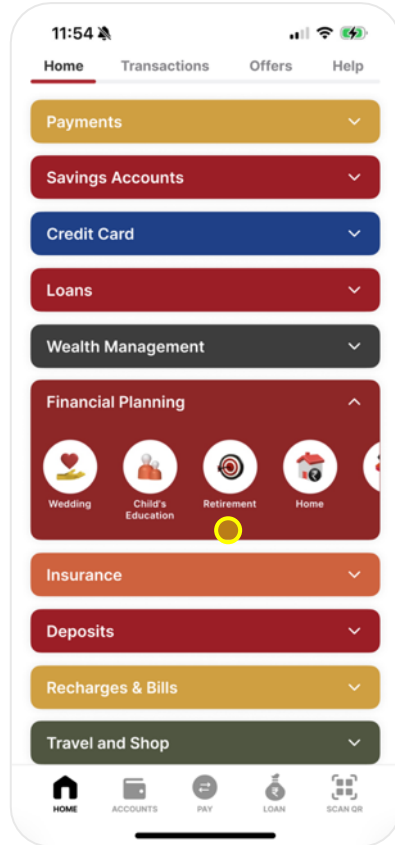 11:54
Home Transactions Offers Help
Payments
Savings Accounts
Credit Card
Loans
Wealth Management
Financial Planning
Wedding Child's Education Retirement Home
Insurance
Deposits
Recharges & Bills
Travel and Shop
HOME ACCOUNTS PAY LOAN SCAN QR